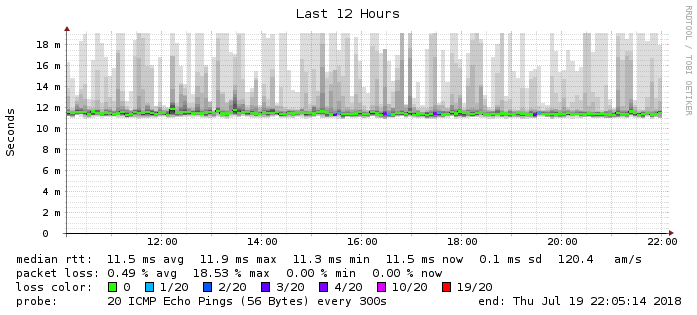 Last 12 Hours
RRDTOOL / TOBI OETIKER
Seconds
18 m
16 m
14 m
12 m
10 m
8 m
6 m
4 m
2 m
0
12:00 14:00 16:00 18:00 20:00 22:00
median rtt: 11.5 ms avg 11.9 ms max 11.3 ms min 11.5 ms now 0.1 ms sd 120.4 am/s
packet loss: 0.49 % avg 18.53 % max 0.00 % min 0.00 % now
loss color: 0 1/20 2/20 3/20 4/20 10/20 19/20
probe: 20 ICMP Echo Pings (56 Bytes) every 300s end: Thu Jul 19 22:05:14 2018